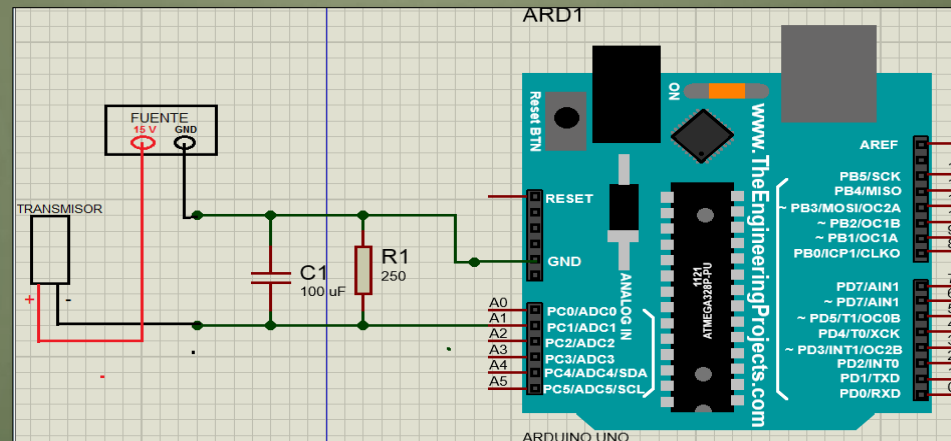 ARD1
FUENTE
15 V GND
TRANSMISOR
+ -
C1
100 uF
R1
250
Reset BTN
ON
www.TheEngineeringProjects.com
ANALOG IN
1121
ATMEGA328P-PU
RESET
GND
A0 PC0/ADC0
A1 PC1/ADC1
A2 PC2/ADC2
A3 PC3/ADC3
A4 PC4/ADC4/SDA
A5 PC5/ADC5/SCL
AREF
PB5/SCK
PB4/MISO
~ PB3/MOSI/OC2A
~ PB2/OC1B
~ PB1/OC1A
PB0/ICP1/CLKO
PD7/AIN1
~ PD7/AIN1
~ PD5/T1/OC0B
PD4/T0/XCK
~ PD3/INT1/OC2B
PD2/INT0
PD1/TXD
PD0/RXD
ARDUINO UNO